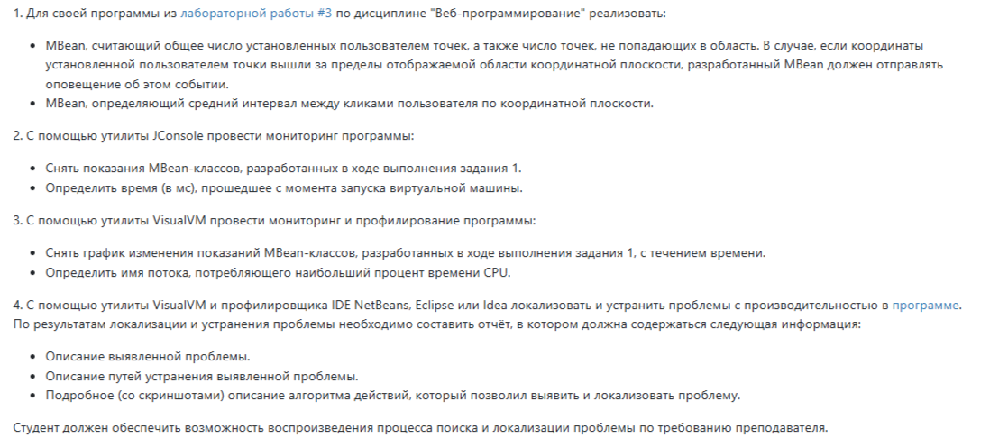 1. Для своей программы из лабораторной работы #3 по дисциплине "Веб-программирование" реализовать:
• MBean, считающий общее число установленных пользователем точек, а также число точек, не попадающих в область. В случае, если координаты
установленной пользователем точки вышли за пределы отображаемой области координатной плоскости, разработанный MBean должен отправлять
оповещение об этом событии.
• MBean, определяющий средний интервал между кликами пользователя по координатной плоскости.
2. С помощью утилиты JConsole провести мониторинг программы:
• Снять показания MBean-классов, разработанных в ходе выполнения задания 1.
• Определить время (в мс), прошедшее с момента запуска виртуальной машины.
3. С помощью утилиты VisualVM провести мониторинг и профилирование программы:
• Снять график изменения показаний MBean-классов, разработанных в ходе выполнения задания 1, с течением времени.
• Определить имя потока, потребляющего наибольший процент времени CPU.
4. С помощью утилиты VisualVM и профилировщика IDE NetBeans, Eclipse или Idea локализовать и устранить проблемы с производительностью в программе.
По результатам локализации и устранения проблемы необходимо составить отчёт, в котором должна содержаться следующая информация:
• Описание выявленной проблемы.
• Описание путей устранения выявленной проблемы.
• Подробное (со скриншотами) описание алгоритма действий, который позволил выявить и локализовать проблему.
Студент должен обеспечить возможность воспроизведения процесса поиска и локализации проблемы по требованию преподавателя.